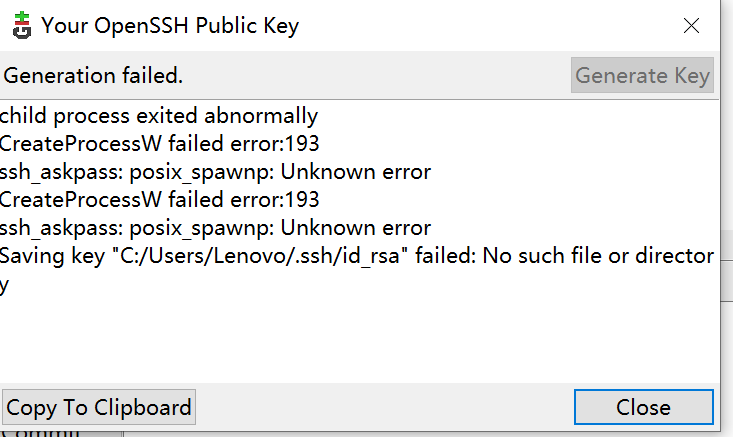 Your OpenSSH Public Key
Generation failed.
Generate Key
child process exited abnormally
CreateProcessW failed error:193
ssh_askpass: posix_spawnp: Unknown error
CreateProcessW failed error:193
ssh_askpass: posix_spawnp: Unknown error
Saving key "C:/Users/Lenovo/.ssh/id_rsa" failed: No such file or director
y
Copy To Clipboard
Close
Commit